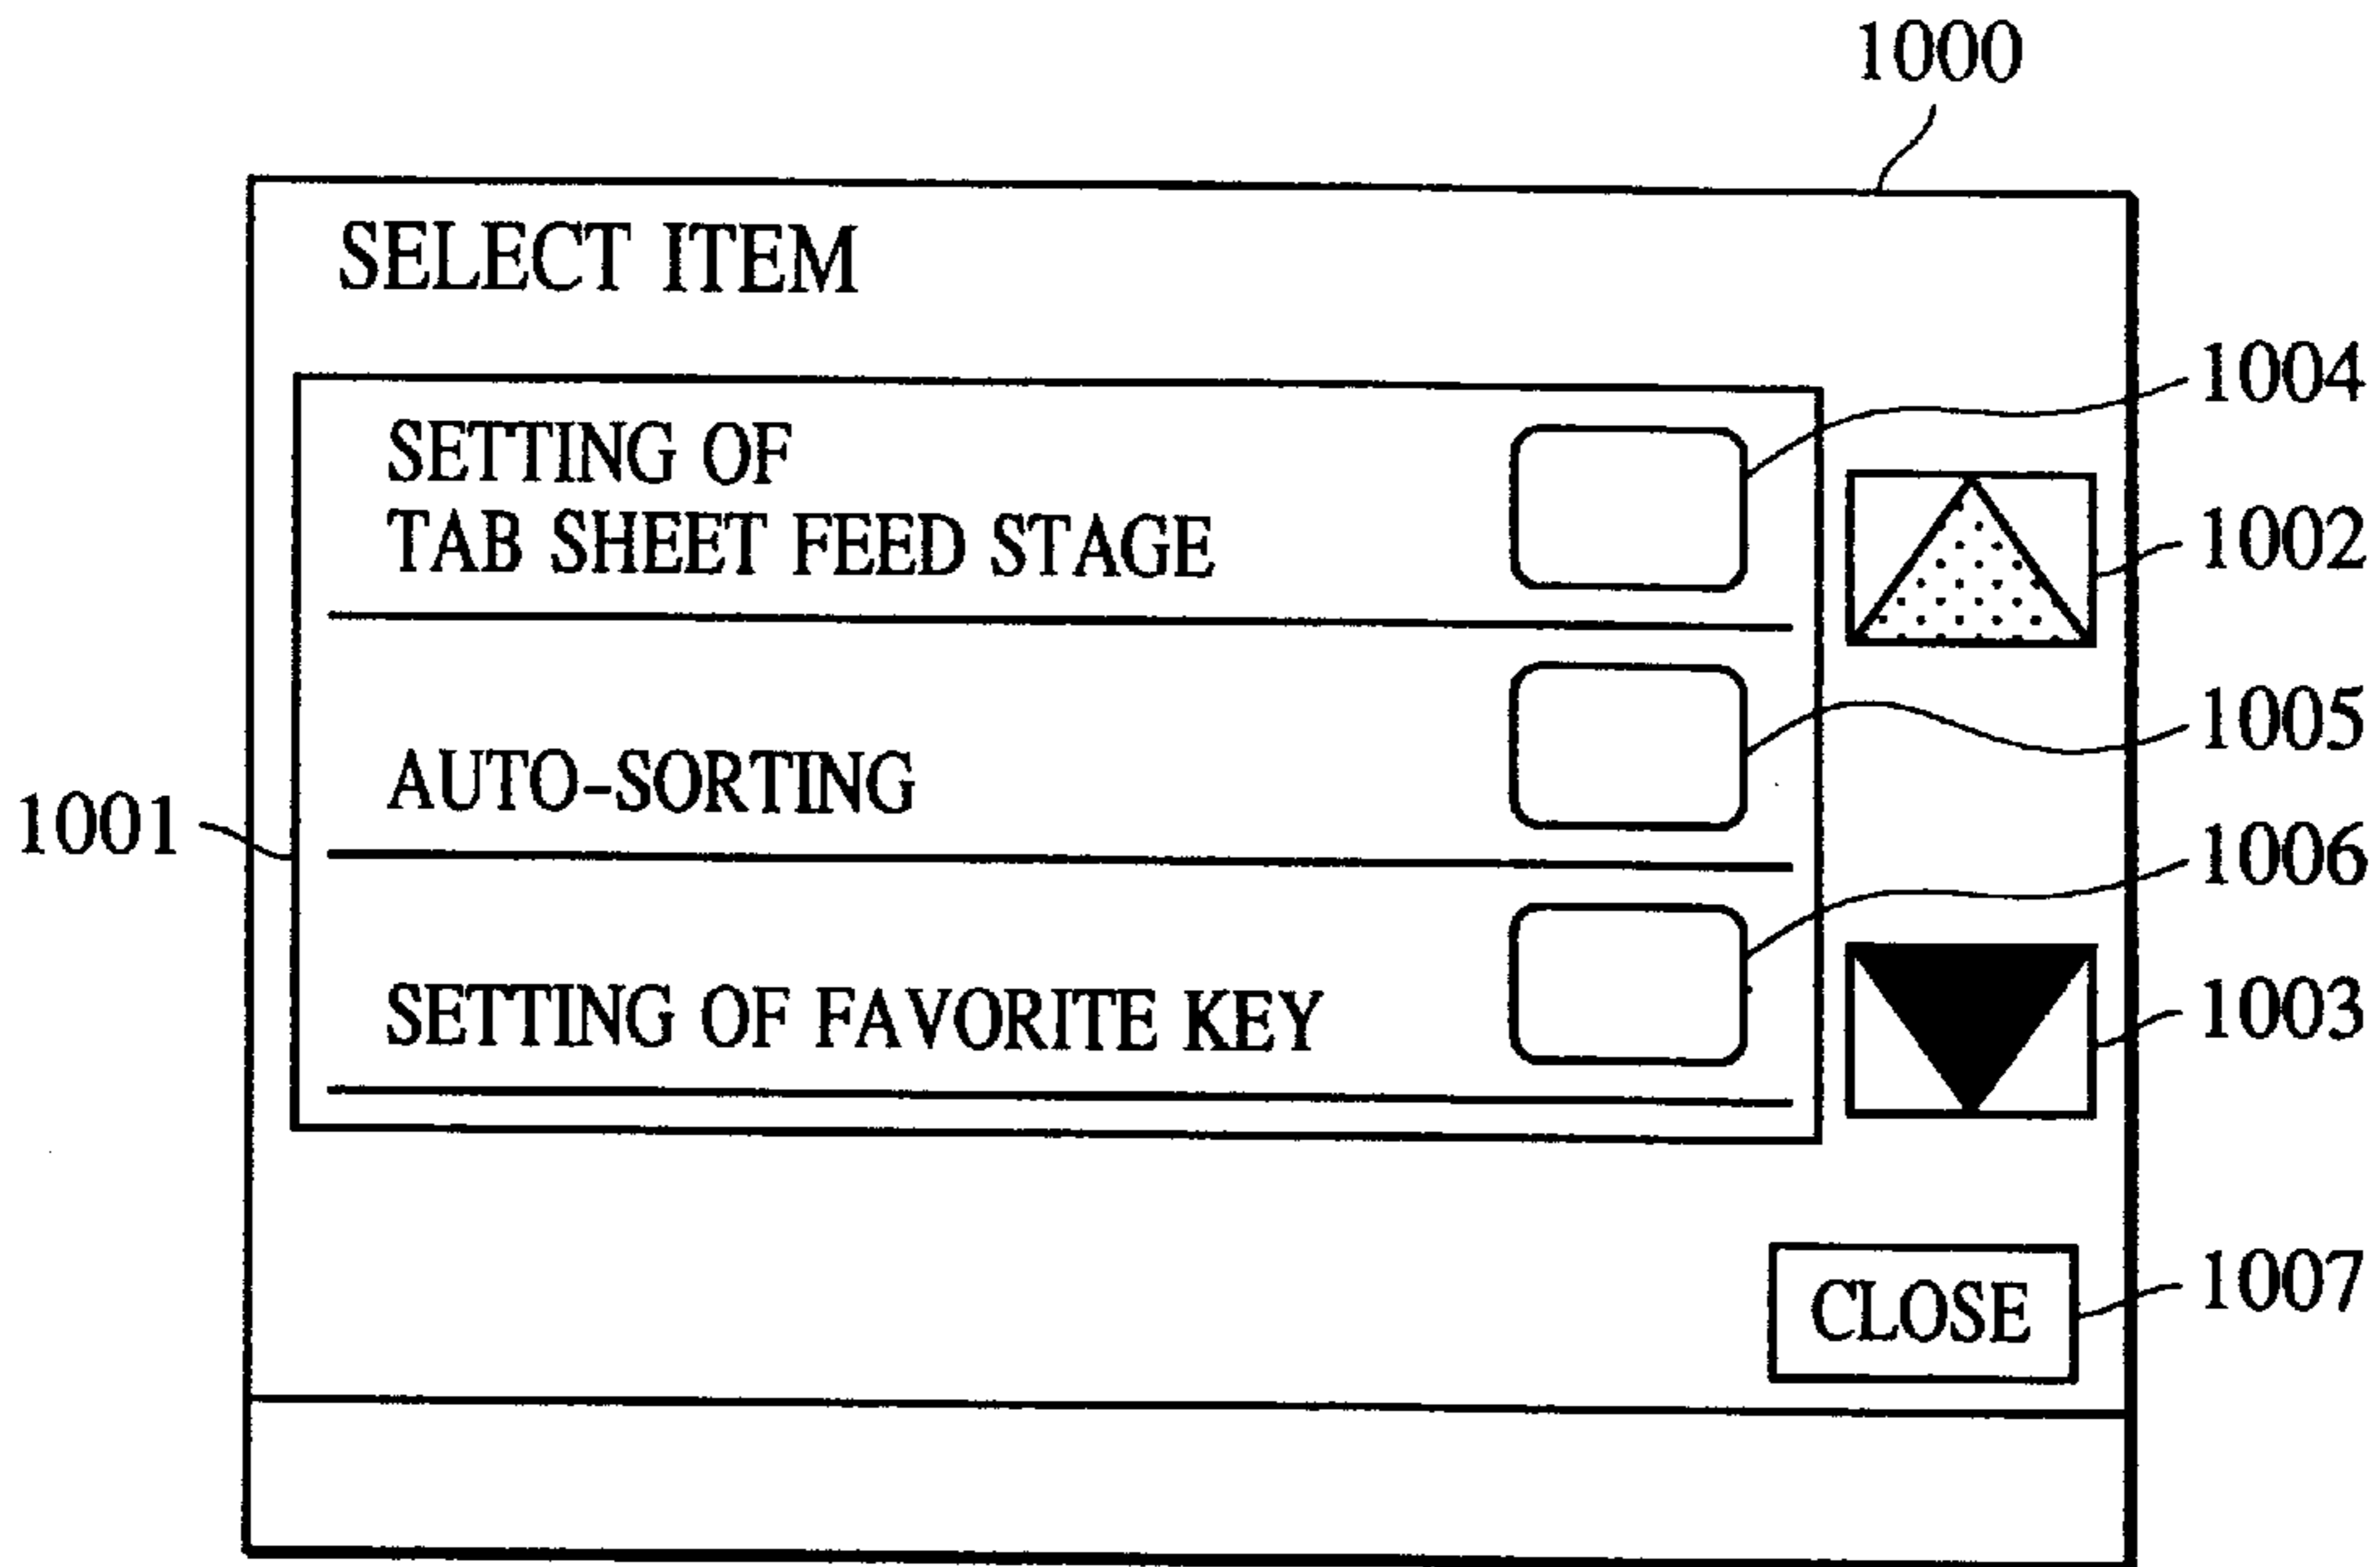 1000
SELECT ITEM
1004
SETTING OF
TAB SHEET FEED STAGE
1002
1005
AUTO-SORTING
1001
1006
SETTING OF FAVORITE KEY
1003
CLOSE
1007